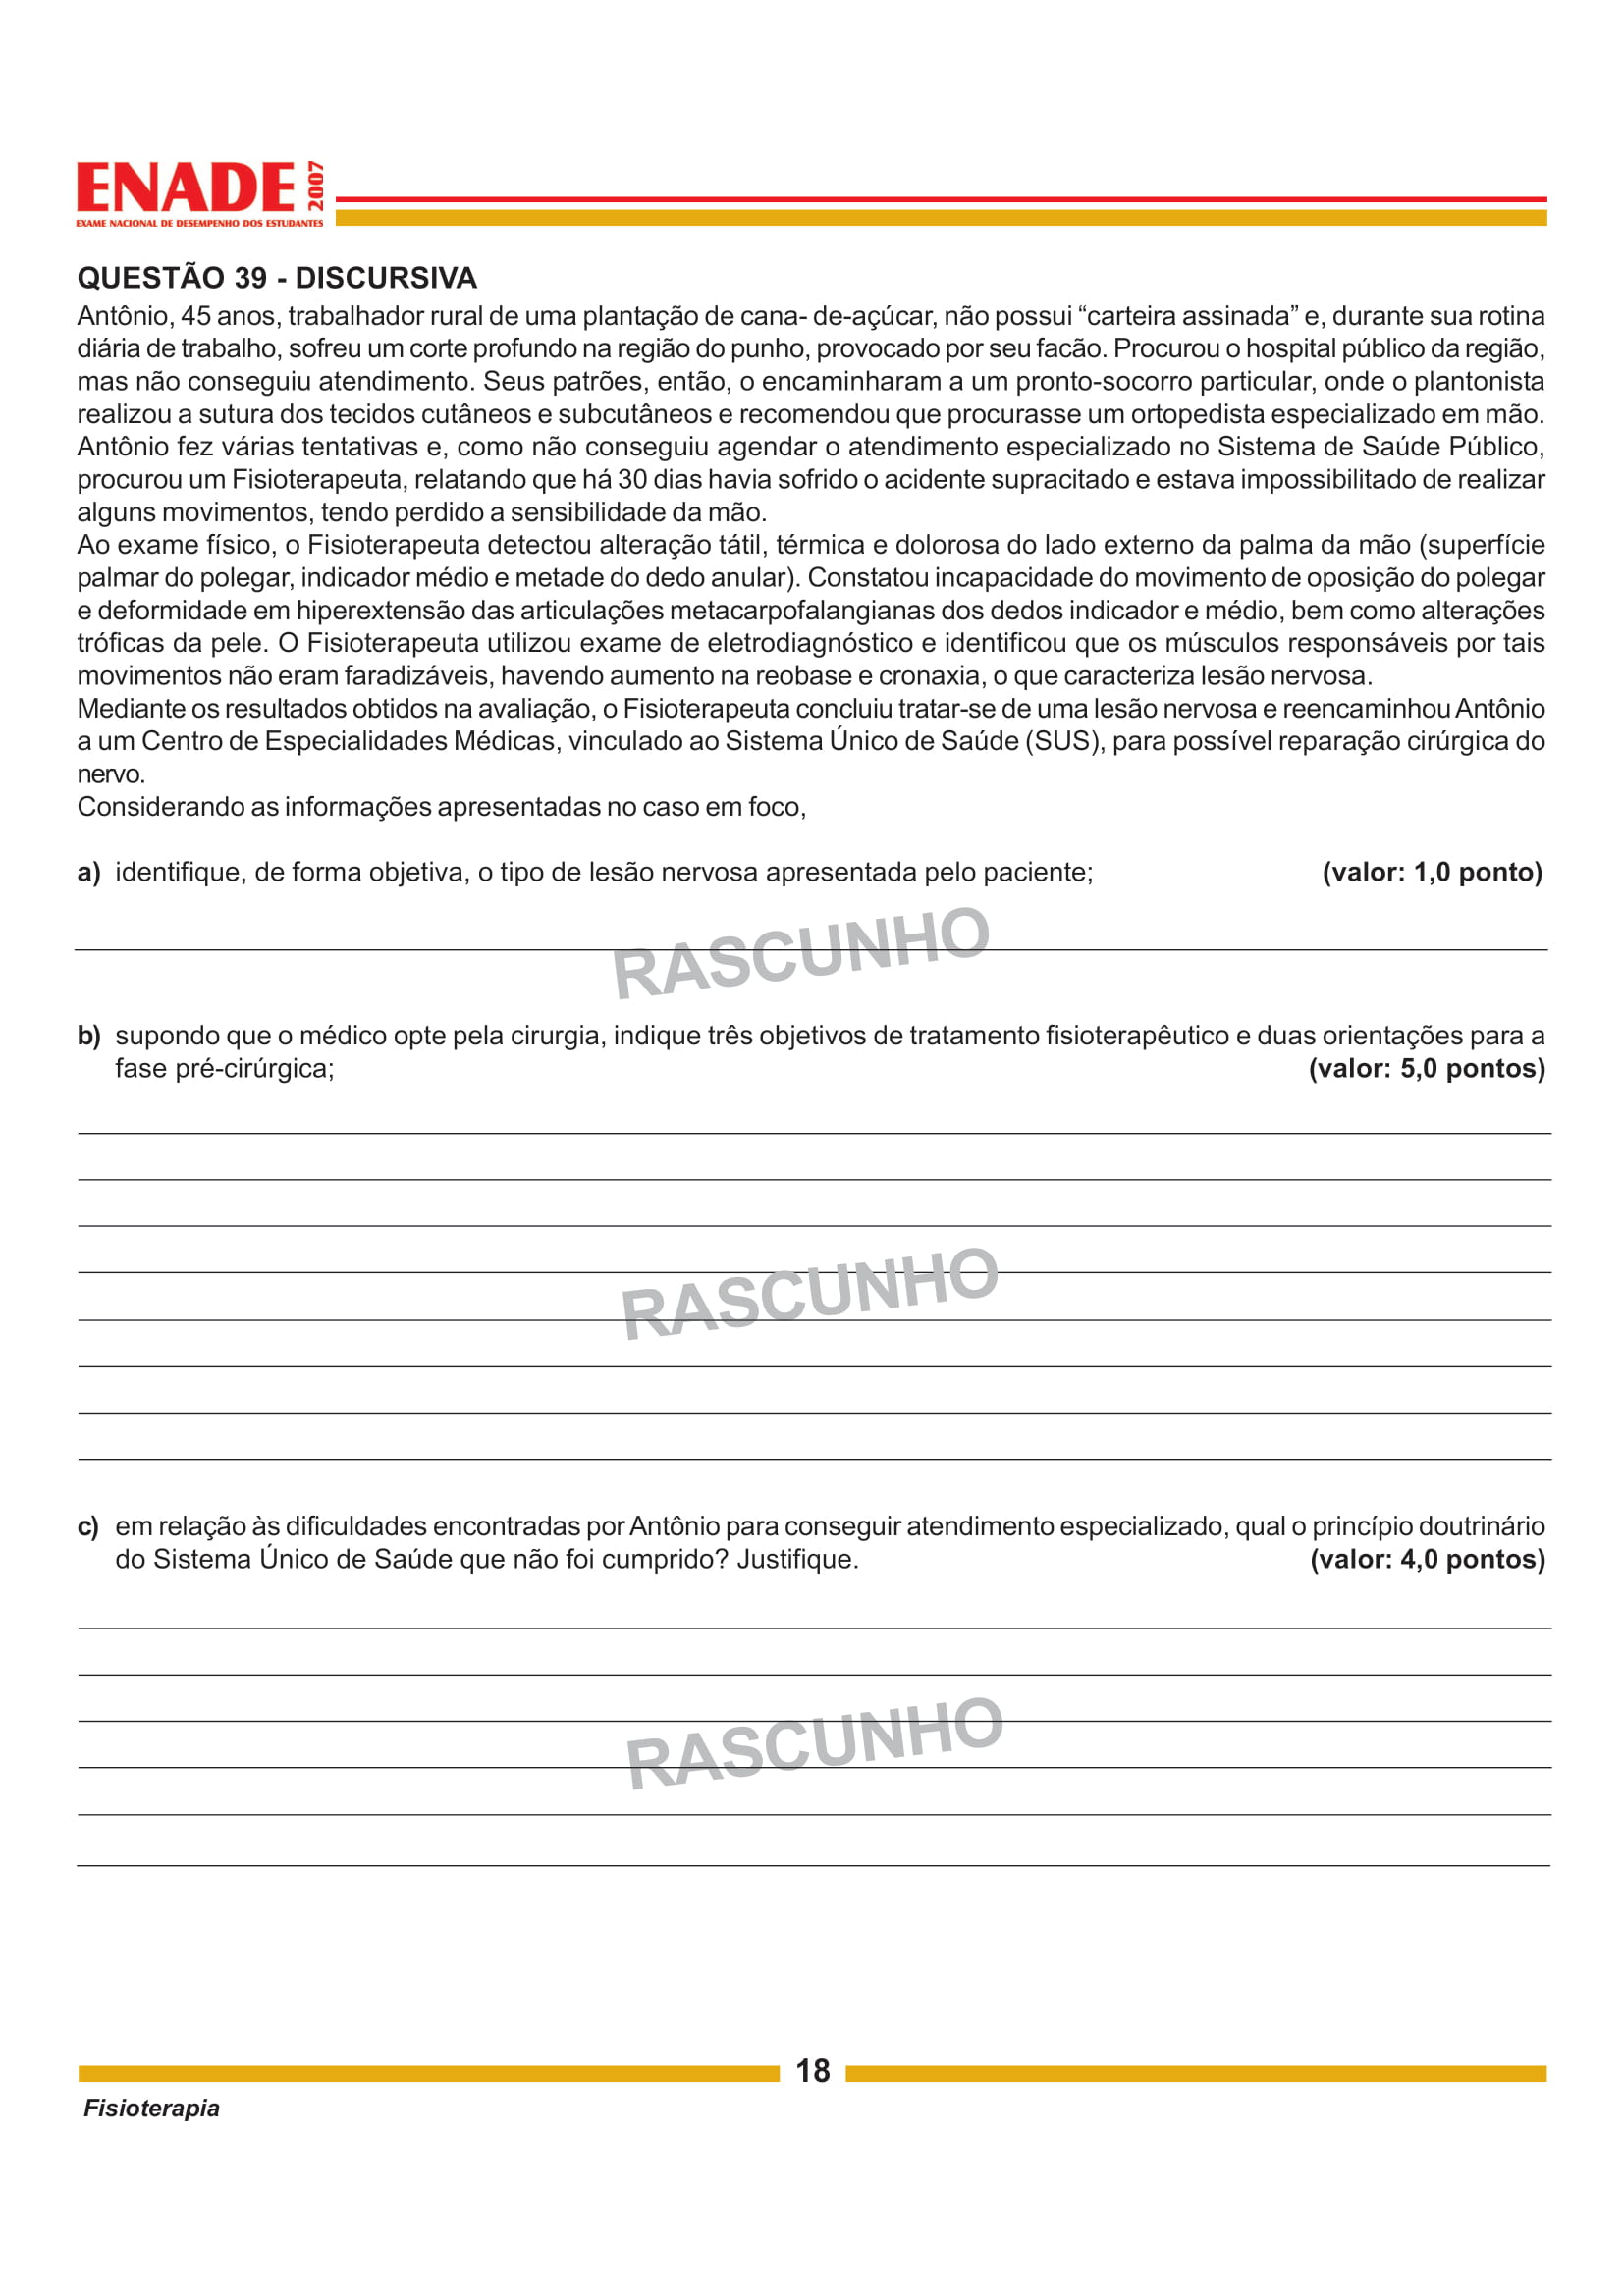 ENADE 2007
EXAME NACIONAL DE DESEMPENHO DOS ESTUDANTES
QUESTÃO 39 - DISCURSIVA
Antônio, 45 anos, trabalhador rural de uma plantação de cana- de-açúcar, não possui “carteira assinada” e, durante sua rotina
diária de trabalho, sofreu um corte profundo na região do punho, provocado por seu facão. Procurou o hospital público da região,
mas não conseguiu atendimento. Seus patrões, então, o encaminharam a um pronto-socorro particular, onde o plantonista
realizou a sutura dos tecidos cutâneos e subcutâneos e recomendou que procurasse um ortopedista especializado em mão.
Antônio fez várias tentativas e, como não conseguiu agendar o atendimento especializado no Sistema de Saúde Público,
procurou um Fisioterapeuta, relatando que há 30 dias havia sofrido o acidente supracitado e estava impossibilitado de realizar
alguns movimentos, tendo perdido a sensibilidade da mão.
Ao exame físico, o Fisioterapeuta detectou alteração tátil, térmica e dolorosa do lado externo da palma da mão (superfície
palmar do polegar, indicador médio e metade do dedo anular). Constatou incapacidade do movimento de oposição do polegar
e deformidade em hiperextensão das articulações metacarpofalangianas dos dedos indicador e médio, bem como alterações
tróficas da pele. O Fisioterapeuta utilizou exame de eletrodiagnóstico e identificou que os músculos responsáveis por tais
movimentos não eram faradizáveis, havendo aumento na reobase e cronaxia, o que caracteriza lesão nervosa.
Mediante os resultados obtidos na avaliação, o Fisioterapeuta concluiu tratar-se de uma lesão nervosa e reencaminhou Antônio
a um Centro de Especialidades Médicas, vinculado ao Sistema Único de Saúde (SUS), para possível reparação cirúrgica do
nervo.
Considerando as informações apresentadas no caso em foco,
a) identifique, de forma objetiva, o tipo de lesão nervosa apresentada pelo paciente; (valor: 1,0 ponto)
RASCUNHO
b) supondo que o médico opte pela cirurgia, indique três objetivos de tratamento fisioterapêutico e duas orientações para a
fase pré-cirúrgica; (valor: 5,0 pontos)
RASCUNHO
c) em relação às dificuldades encontradas por Antônio para conseguir atendimento especializado, qual o princípio doutrinário
do Sistema Único de Saúde que não foi cumprido? Justifique. (valor: 4,0 pontos)
RASCUNHO
18
Fisioterapia